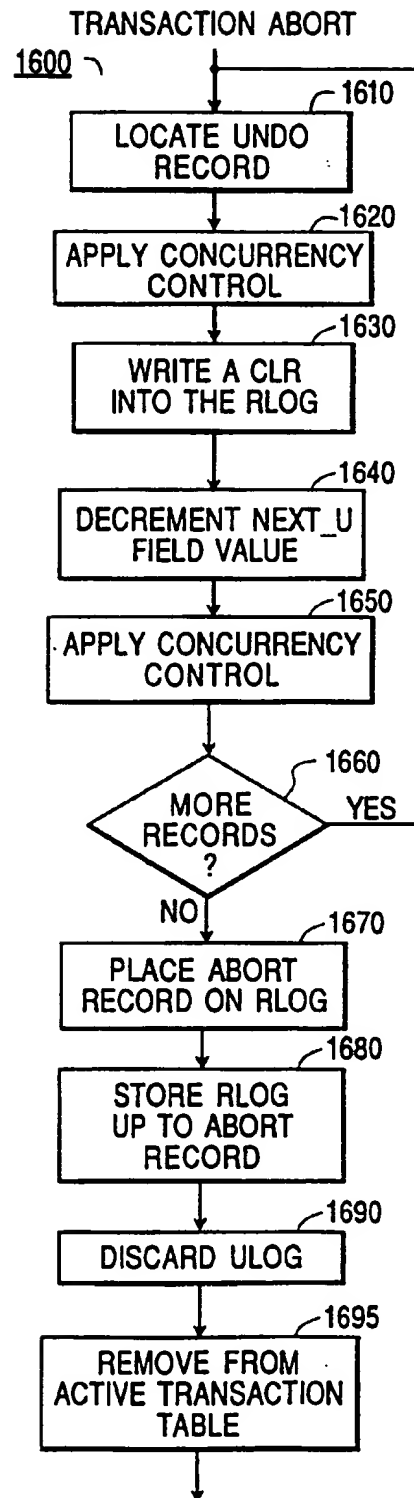 TRANSACTION ABORT
1600
1610
LOCATE UNDO
RECORD
1620
APPLY CONCURRENCY
CONTROL
1630
WRITE A CLR
INTO THE RLOG
1640
DECREMENT NEXT_U
FIELD VALUE
1650
APPLY CONCURRENCY
CONTROL
1660
MORE
RECORDS
?
YES
NO
1670
PLACE ABORT
RECORD ON RLOG
1680
STORE RLOG
UP TO ABORT
RECORD
1690
DISCARD ULOG
1695
REMOVE FROM
ACTIVE TRANSACTION
TABLE